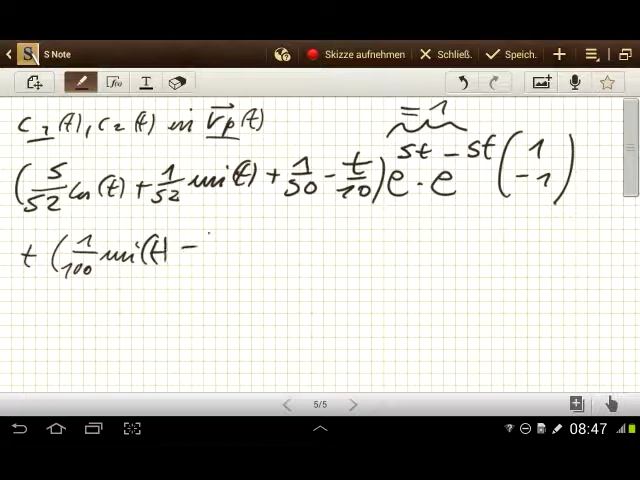 S Note
Skizze aufnehmen
Schließ.
Speich.
c₁(t), c₂(t) in v⃗p(t)
= 1
(5/52 cos(t) + 1/52 sin(t) + 1/50 - t/10) e^5t · e^-5t (1 -1)
+ (1/100 sin(t) -
5/5
08:47